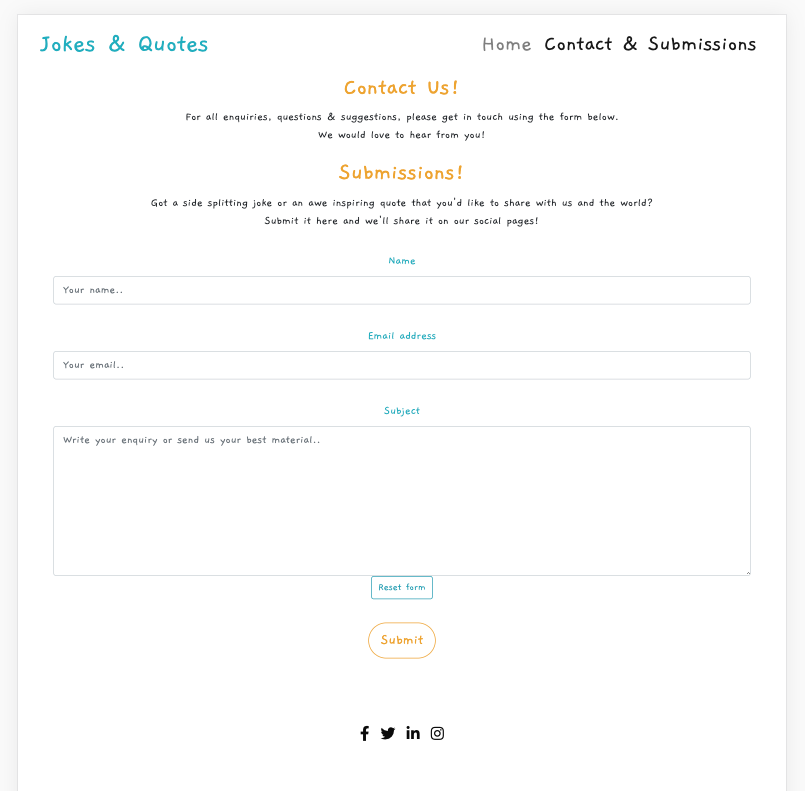 Jokes & Quotes
Home Contact & Submissions
Contact Us!
For all enquiries, questions & suggestions, please get in touch using the form below.
We would love to hear from you!
Submissions!
Got a side splitting joke or an awe inspiring quote that you'd like to share with us and the world?
Submit it here and we'll share it on our social pages!
Name
Your name..
Email address
Your email..
Subject
Write your enquiry or send us your best material..
Reset form
Submit